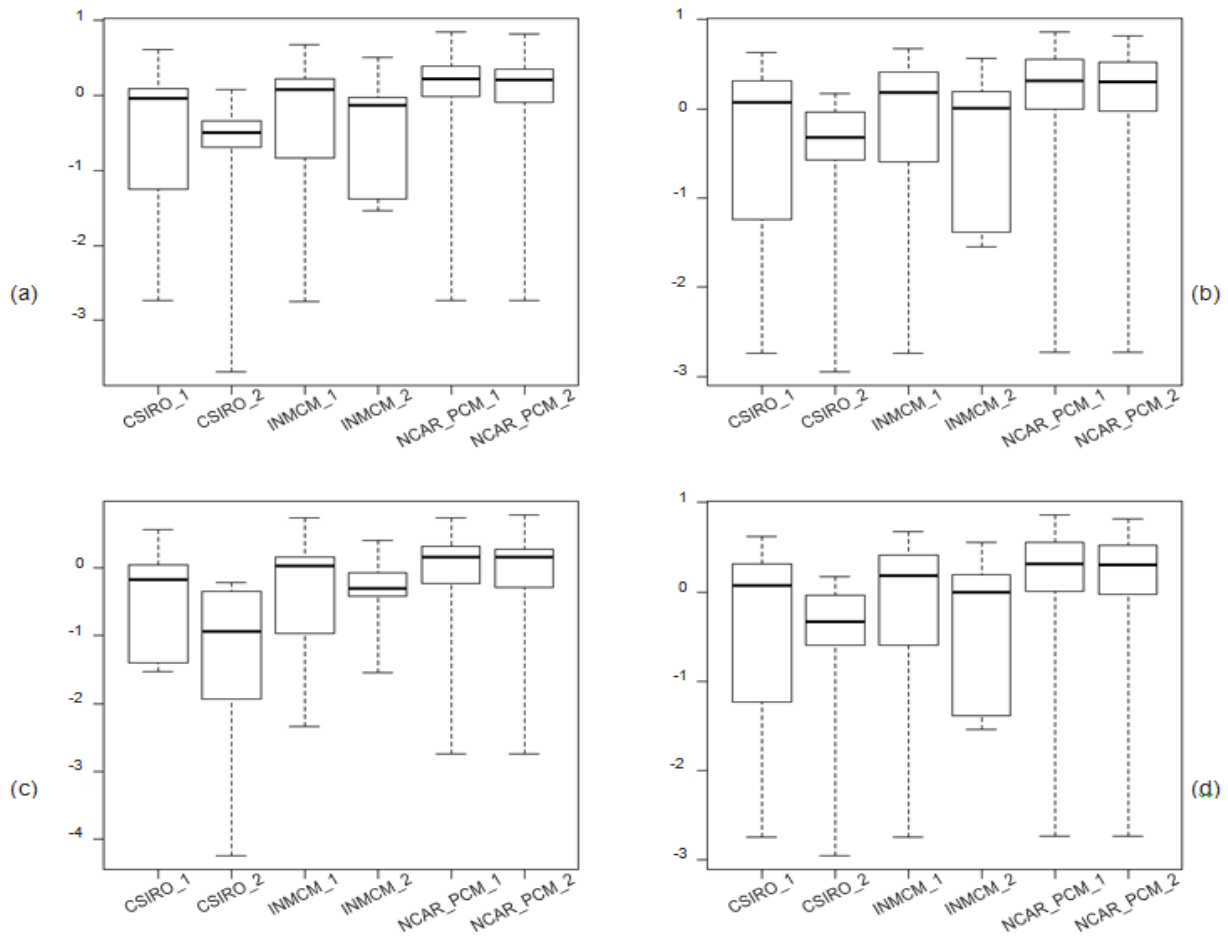 (a)
1
0
-1
-2
-3
CSIRO_1
CSIRO_2
INMCM_1
INMCM_2
NCAR_PCM_1
NCAR_PCM_2
(b)
1
0
-1
-2
-3
CSIRO_1
CSIRO_2
INMCM_1
INMCM_2
NCAR_PCM_1
NCAR_PCM_2
(c)
0
-1
-2
-3
-4
CSIRO_1
CSIRO_2
INMCM_1
INMCM_2
NCAR_PCM_1
NCAR_PCM_2
(d)
1
0
-1
-2
-3
CSIRO_1
CSIRO_2
INMCM_1
INMCM_2
NCAR_PCM_1
NCAR_PCM_2